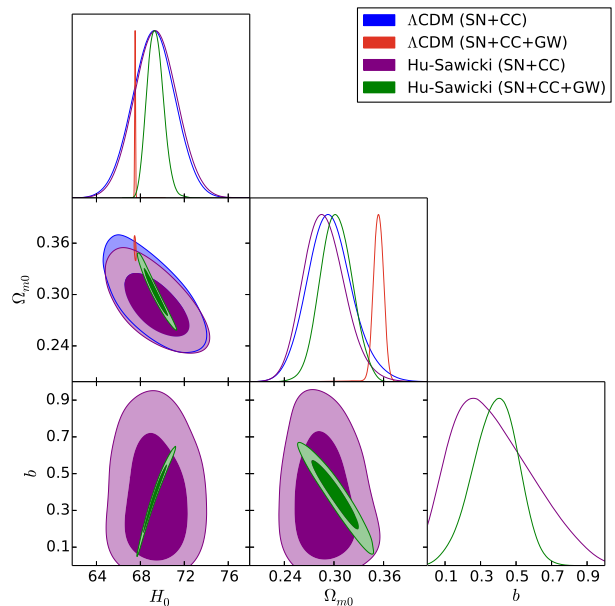 ΛCDM (SN+CC)
ΛCDM (SN+CC+GW)
Hu-Sawicki (SN+CC)
Hu-Sawicki (SN+CC+GW)
0.36
0.30
0.24
Ωm0
0.9
0.7
0.5
0.3
0.1
b
64 68 72 76
H0
0.24 0.30 0.36
Ωm0
0.1 0.3 0.5 0.7 0.9
b